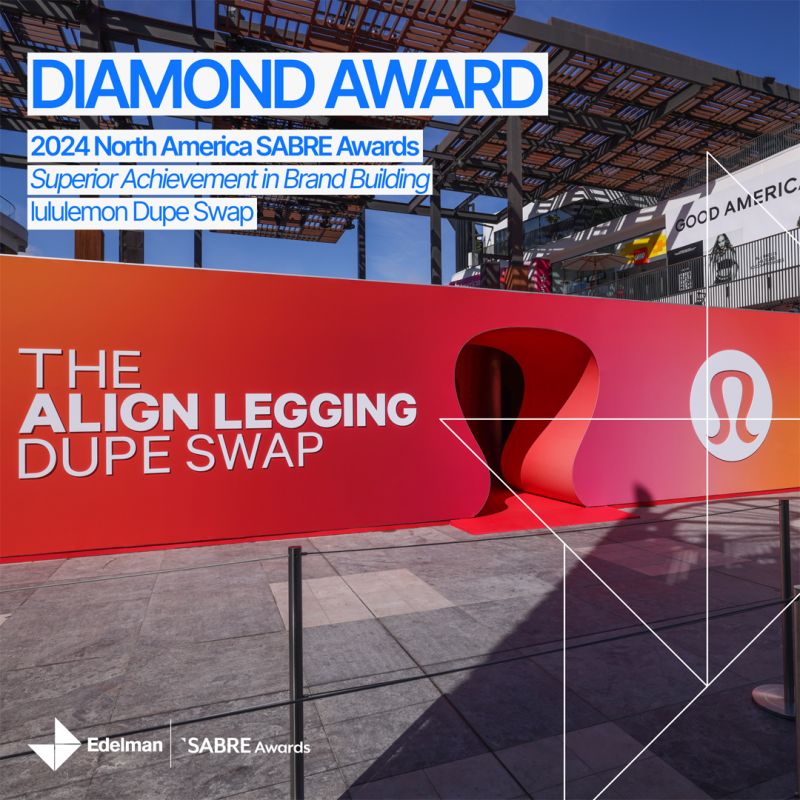 DIAMOND AWARD
2024 North America SABRE Awards
Superior Achievement in Brand Building
lululemon Dupe Swap
GOOD AMERICA
THE
ALIGN LEGGING
DUPE SWAP
Edelman
SABRE Awards